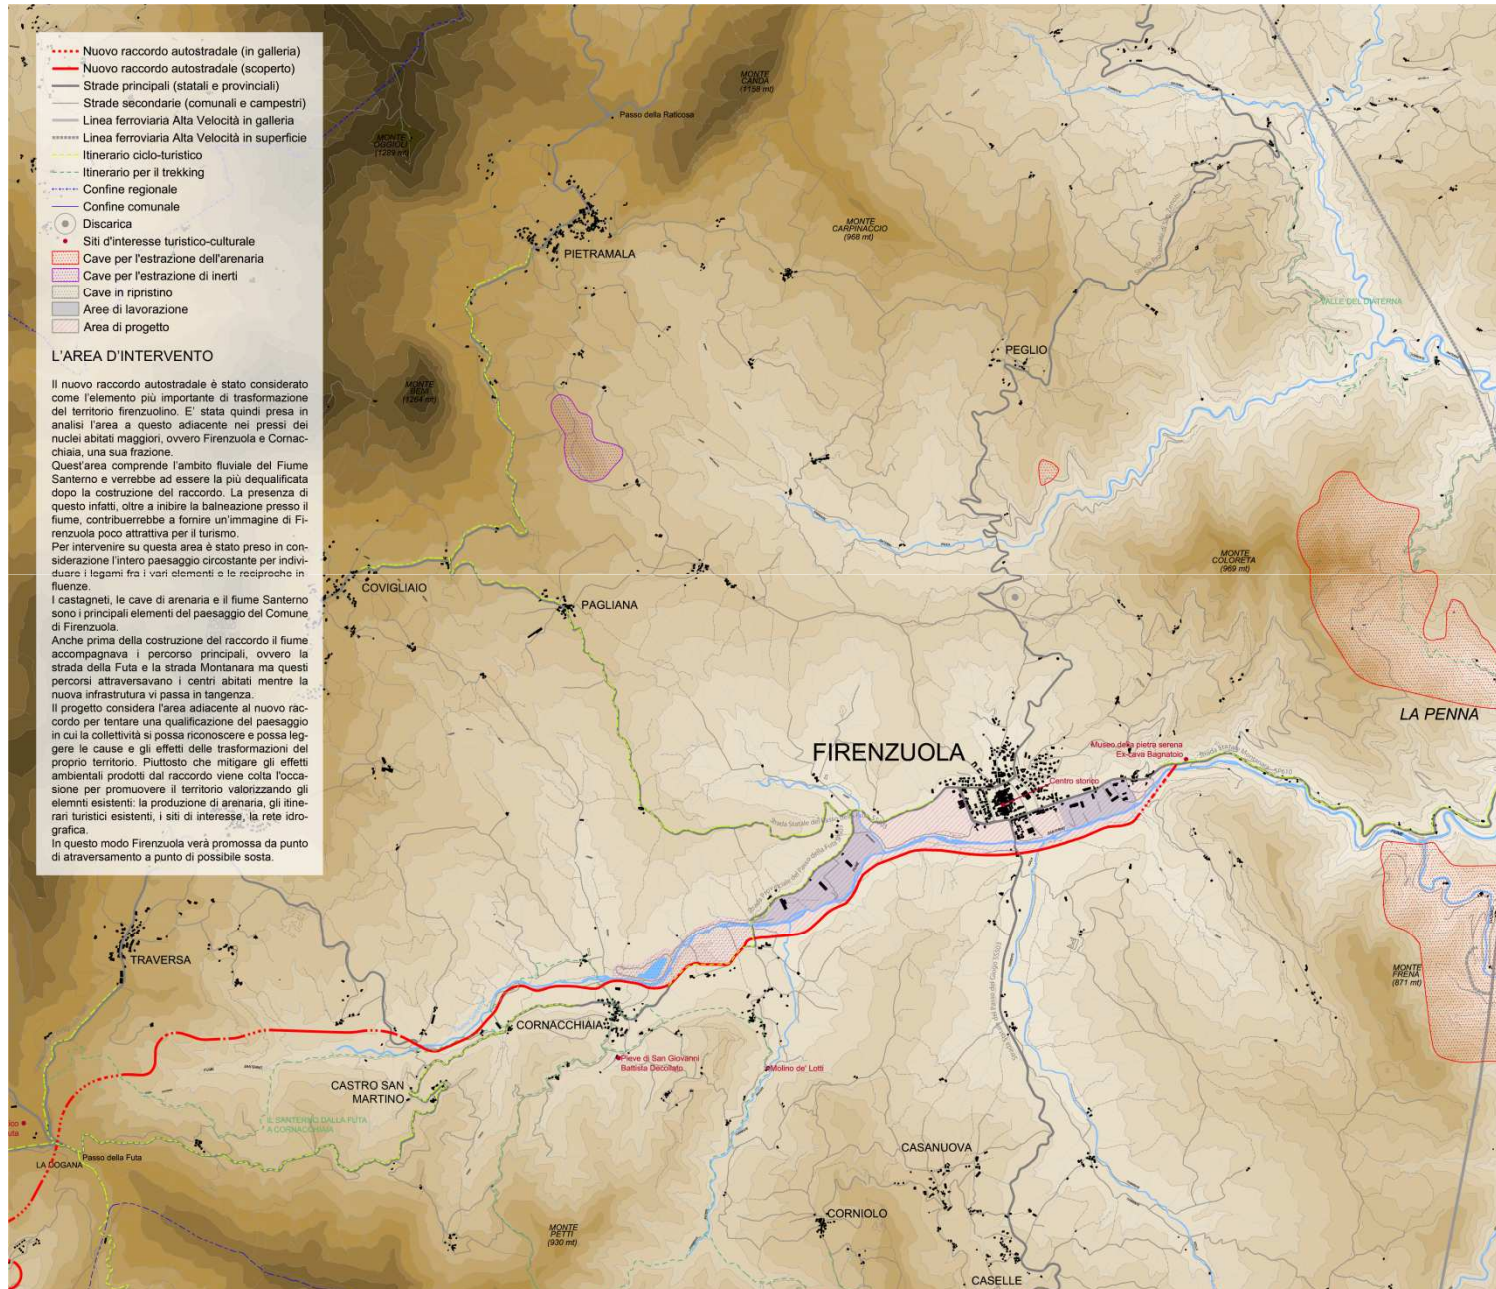 Nuovo raccordo autostradale (in galleria)
Nuovo raccordo autostradale (scoperto)
Strade principali (statali e provinciali)
Strade secondarie (comunali e campestri)
Linea ferroviaria Alta Velocità in galleria
Linea ferroviaria Alta Velocità in superficie
Itinerario ciclo-turistico
Itinerario per il trekking
Confine regionale
Confine comunale
Discarica
Siti d'interesse turistico-culturale
Cave per l'estrazione dell'arenaria
Cave per l'estrazione di inerti
Cave in ripristino
Aree di lavorazione
Area di progetto
L'AREA D'INTERVENTO
Il nuovo raccordo autostradale è stato considerato
come l'elemento più importante di trasformazione
del territorio firenzuolino. E' stata quindi presa in
analisi l'area a questo adiacente nei pressi dei
nuclei abitati maggiori, ovvero Firenzuola e Cornac-
chiaia, una sua frazione.
Quest'area comprende l'ambito fluviale del Fiume
Santerno e verrebbe ad essere la più dequalificata
dopo la costruzione del raccordo. La presenza di
questo infatti, oltre a inibire la balneazione presso il
fiume, contribuerrebbe a fornire un'immagine di Fi-
renzuola poco attrattiva per il turismo.
Per intervenire su questa area è stato preso in con-
siderazione l'intero paesaggio circostante per indivi-
duare i legami fra i vari elementi e le reciproche in-
fluenze.
I castagneti, le cave di arenaria e il fiume Santerno
sono i principali elementi del paesaggio del Comune
di Firenzuola.
Anche prima della costruzione del raccordo il fiume
accompagnava i percorso principali, ovvero la
strada della Futa e la strada Montanara ma questi
percorsi attraversavano i centri abitati mentre la
nuova infrastrutura vi passa in tangenza.
Il progetto considera l'area adiacente al nuovo rac-
cordo per tentare una qualificazione del paesaggio
in cui la collettività si possa riconoscere e possa leg-
gere le cause e gli effetti delle trasformazioni del
proprio territorio. Piuttosto che mitigare gli effetti
ambientali prodotti dal raccordo viene colta l'occa-
sione per promuovere il territorio valorizzando gli
elemnti esistenti: la produzione di arenaria, gli itine-
rari turistici esistenti, i siti di interesse, la rete idro-
grafica.
In questo modo Firenzuola verà promossa da punto
di atraversamento a punto di possibile sosta.
MONTE
CANDA
(1158 mt)
Passo della Raticosa
MONTE
OGGIOLI
(1289 mt)
PIETRAMALA
MONTE
CARPINACCIO
(968 mt)
VALLE DEL DIATERNA
PEGLIO
MONTE
BENI
(1264 mt)
MONTE
COLORETA
(969 mt)
COVIGLIAIO
PAGLIANA
LA PENNA
FIRENZUOLA
Museo della pietra serena
Ex-cava Bagnatoio
Strada Statale Montanara - SP610
Centro storico
TRAVERSA
MONTE
FRENA
(871 mt)
CORNACCHIAIA
Pieve di San Giovanni
Battista Decollato
Molino de' Lotti
CASTRO SAN
MARTINO
IL SANTERNO DALLA FUTA
A CORNACCHIAIA
LA DOGANA
Passo della Futa
CASANUOVA
CORNIOLO
MONTE
PETTI
(930 mt)
CASELLE